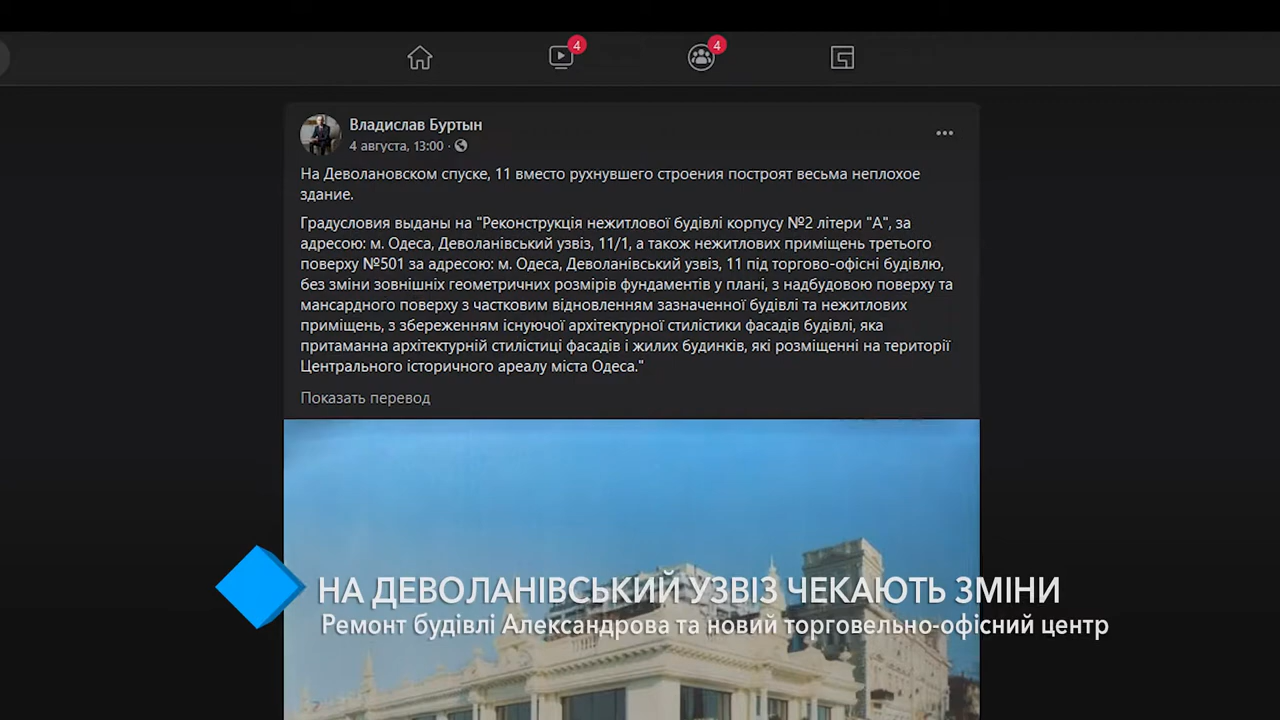 4
4
Владислав Буртын
4 августа, 13:00 ·
На Деволановском спуске, 11 вместо рухнувшего строения построят весьма неплохое
здание.
Градусловия выданы на "Реконструкція нежитлової будівлі корпусу №2 літери "А", за
адресою: м. Одеса, Деволанівський узвіз, 11/1, а також нежитлових приміщень третього
поверху №501 за адресою: м. Одеса, Деволанівський узвіз, 11 під торгово-офісні будівлю,
без зміни зовнішніх геометричних розмірів фундаментів у плані, з надбудовою поверху та
мансардного поверху з частковим відновленням зазначеної будівлі та нежитлових
приміщень, з збереженням існуючої архітектурної стилістики фасадів будівлі, яка
притаманна архітектурній стилістиці фасадів і жилих будинків, які розміщенні на території
Центрального історичного ареалу міста Одеса."
Показать перевод
НА ДЕВОЛАНІВСЬКИЙ УЗВІЗ ЧЕКАЮТЬ ЗМІНИ
Ремонт будівлі Александрова та новий торговельно-офісний центр